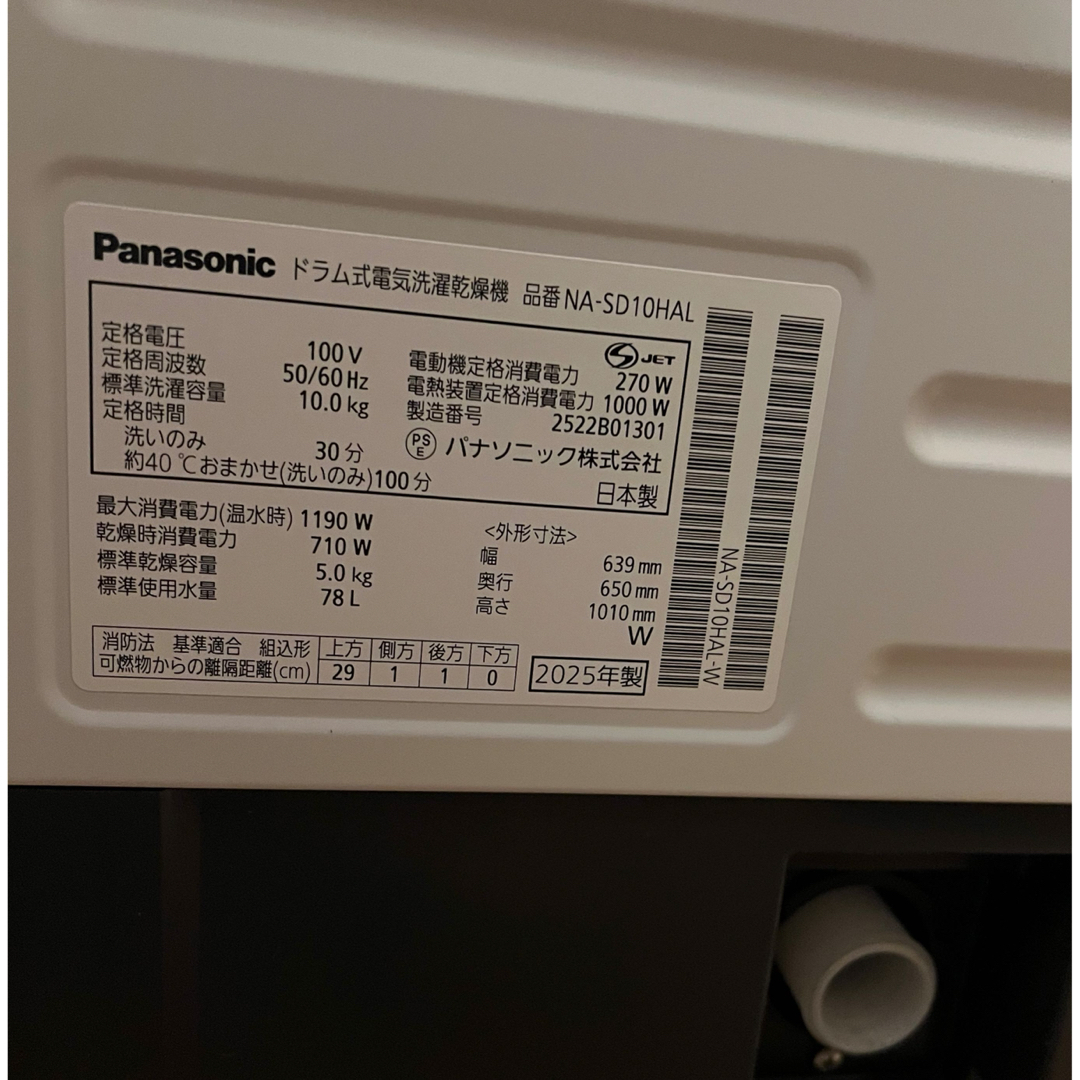 Panasonic ドラム式電気洗濯乾燥機 品番 NA-SD10HAL
定格電圧 100 V
定格周波数 50/60 Hz
標準洗濯容量 10.0 kg
定格時間
洗いのみ 30 分
約40 ℃おまかせ(洗いのみ) 100 分
JET
電動機定格消費電力 270 W
電熱装置定格消費電力 1000 W
製造番号 2522B01301
PS
E
パナソニック株式会社
日本製
最大消費電力(温水時) 1190 W
乾燥時消費電力 710 W
標準乾燥容量 5.0 kg
標準使用水量 78 L
<外形寸法>
幅 639 mm
奥行 650 mm
高さ 1010 mm
W
消防法 基準適合 組込形 上方 側方 後方 下方
可燃物からの離隔距離(cm) 29 1 1 0
2025年製
NA-SD10HAL-W